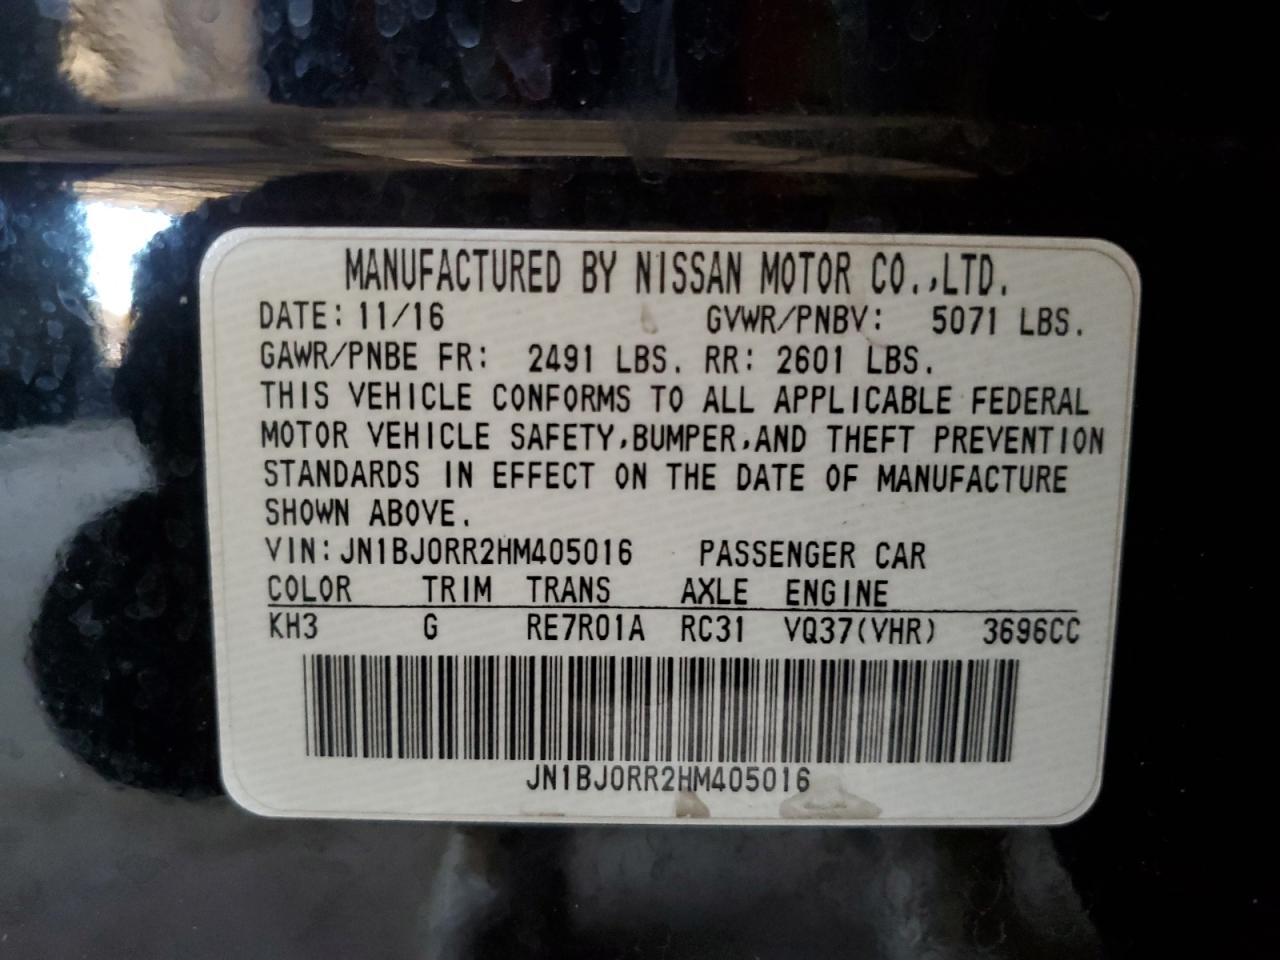 MANUFACTURED BY NISSAN MOTOR CO.,LTD.
DATE: 11/16 GVWR/PNBV: 5071 LBS.
GAWR/PNBE FR: 2491 LBS. RR: 2601 LBS.
THIS VEHICLE CONFORMS TO ALL APPLICABLE FEDERAL
MOTOR VEHICLE SAFETY,BUMPER,AND THEFT PREVENTION
STANDARDS IN EFFECT ON THE DATE OF MANUFACTURE
SHOWN ABOVE.
VIN: JN1BJ0RR2HM405016 PASSENGER CAR
COLOR TRIM TRANS AXLE ENGINE
KH3 G RE7R01A RC31 VQ37(VHR) 3696CC
JN1BJ0RR2HM405016